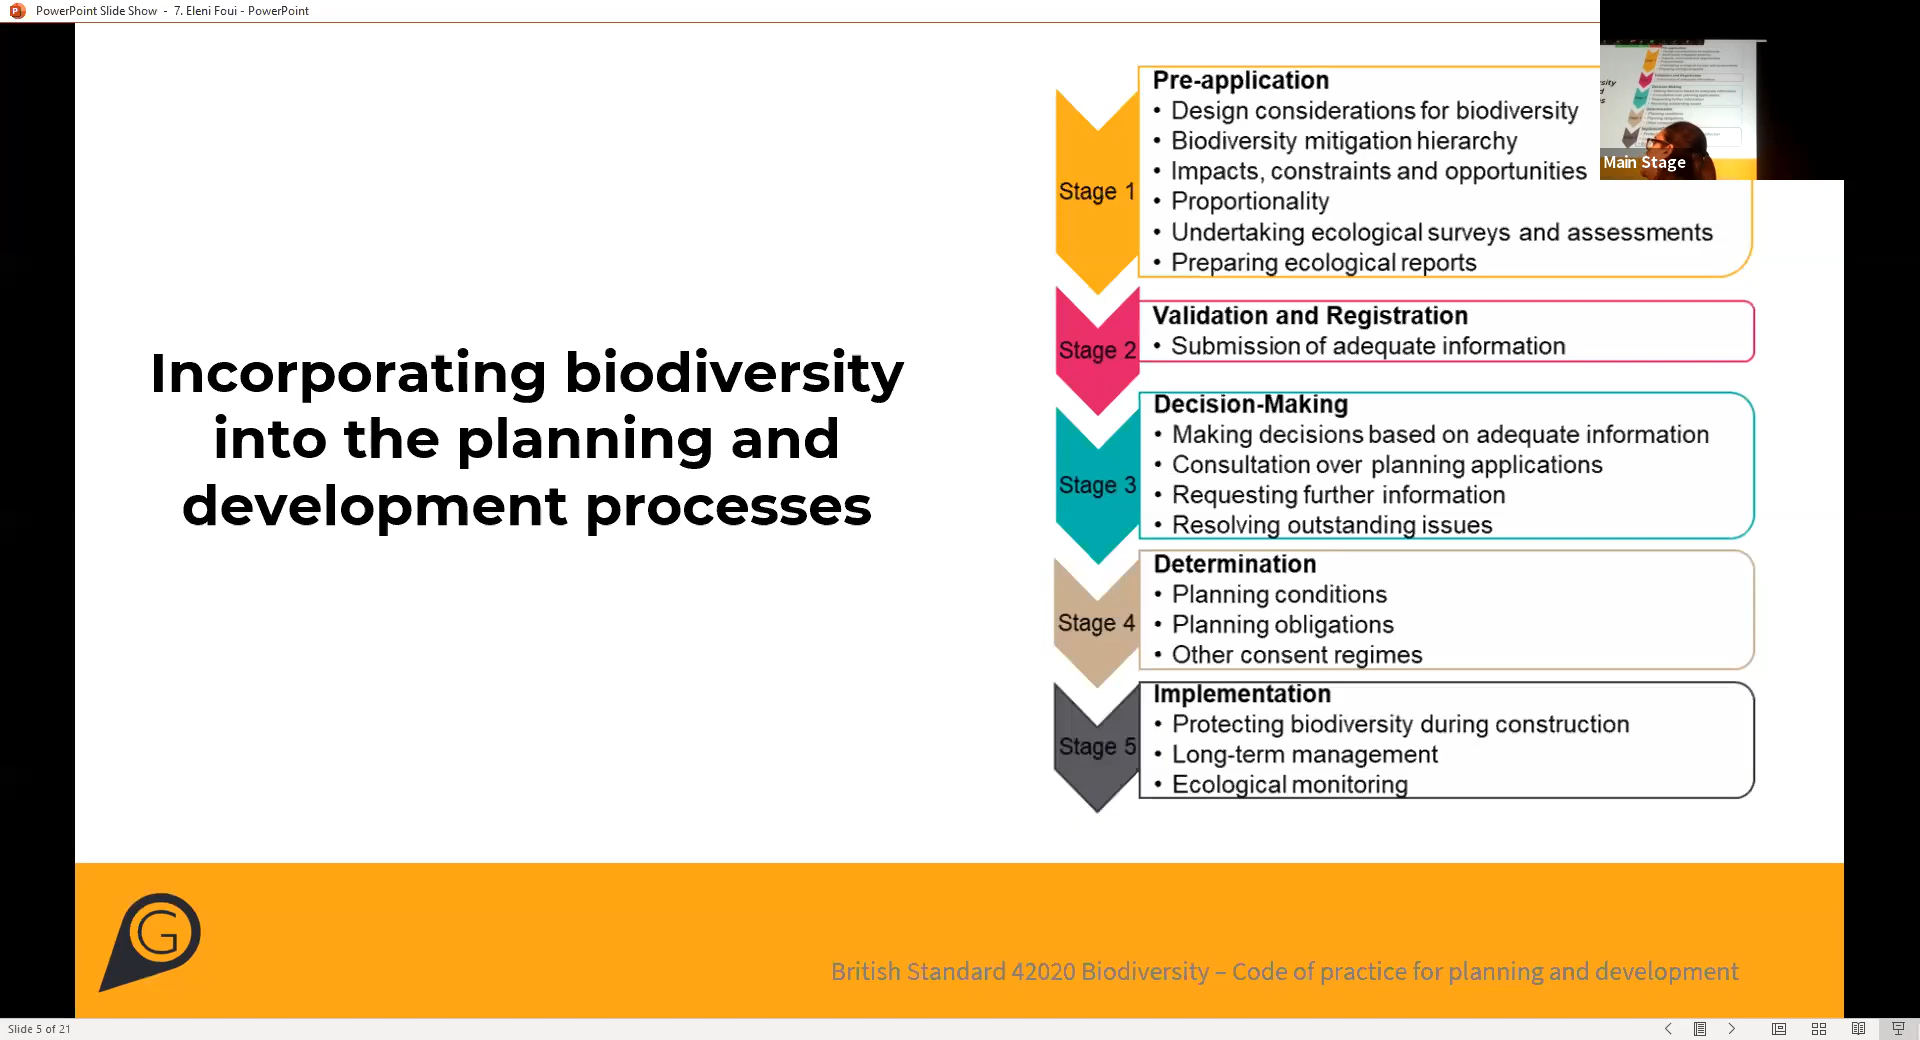 PowerPoint Slide Show - 7. Eleni Foui - PowerPoint
Incorporating biodiversity
into the planning and
development processes
Stage 1
Pre-application
• Design considerations for biodiversity
• Biodiversity mitigation hierarchy
• Impacts, constraints and opportunities
• Proportionality
• Undertaking ecological surveys and assessments
• Preparing ecological reports
Stage 2
Validation and Registration
• Submission of adequate information
Stage 3
Decision-Making
• Making decisions based on adequate information
• Consultation over planning applications
• Requesting further information
• Resolving outstanding issues
Stage 4
Determination
• Planning conditions
• Planning obligations
• Other consent regimes
Stage 5
Implementation
• Protecting biodiversity during construction
• Long-term management
• Ecological monitoring
Main Stage
G
British Standard 42020 Biodiversity – Code of practice for planning and development
Slide 5 of 21